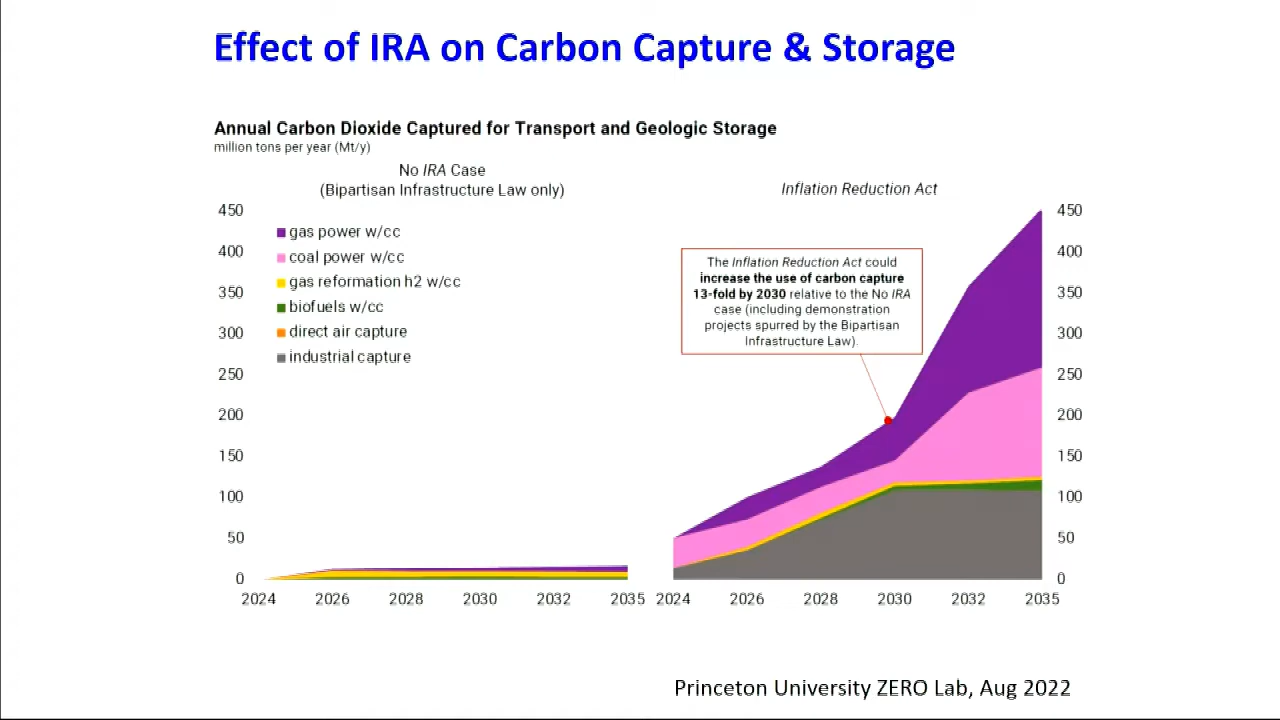 Effect of IRA on Carbon Capture & Storage
Annual Carbon Dioxide Captured for Transport and Geologic Storage
million tons per year (Mt/y)
No IRA Case
(Bipartisan Infrastructure Law only)
Inflation Reduction Act
450
400
350
300
250
200
150
100
50
0
gas power w/cc
coal power w/cc
gas reformation h2 w/cc
biofuels w/cc
direct air capture
industrial capture
2024 2026 2028 2030 2032 2035
The Inflation Reduction Act could
increase the use of carbon capture
13-fold by 2030 relative to the No IRA
case (including demonstration
projects spurred by the Bipartisan
Infrastructure Law).
450
400
350
300
250
200
150
100
50
0
2024 2026 2028 2030 2032 2035
Princeton University ZERO Lab, Aug 2022